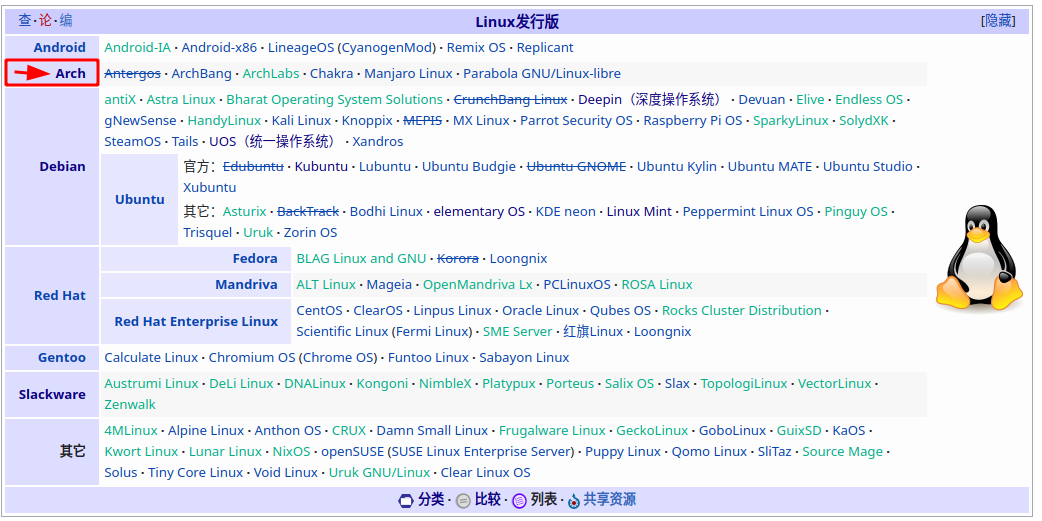 查·论·编 Linux发行版 [隐藏]
Android Android-IA · Android-x86 · LineageOS (CyanogenMod) · Remix OS · Replicant
Arch Antergos · ArchBang · ArchLabs · Chakra · Manjaro Linux · Parabola GNU/Linux-libre
antiX · Astra Linux · Bharat Operating System Solutions · CrunchBang Linux · Deepin（深度操作系统） · Devuan · Elive · Endless OS ·
gNewSense · HandyLinux · Kali Linux · Knoppix · MEPIS · MX Linux · Parrot Security OS · Raspberry Pi OS · SparkyLinux · SolydXK ·
SteamOS · Tails · UOS（统一操作系统） · Xandros
Debian
Ubuntu
官方：Edubuntu · Kubuntu · Lubuntu · Ubuntu Budgie · Ubuntu GNOME · Ubuntu Kylin · Ubuntu MATE · Ubuntu Studio ·
Xubuntu
其它：Asturix · BackTrack · Bodhi Linux · elementary OS · KDE neon · Linux Mint · Peppermint Linux OS · Pinguy OS ·
Trisquel · Uruk · Zorin OS
Red Hat
Fedora BLAG Linux and GNU · Korora · Loongnix
Mandriva ALT Linux · Mageia · OpenMandriva Lx · PCLinuxOS · ROSA Linux
Red Hat Enterprise Linux
CentOS · ClearOS · Linpus Linux · Oracle Linux · Qubes OS · Rocks Cluster Distribution ·
Scientific Linux (Fermi Linux) · SME Server · 红旗Linux · Loongnix
Gentoo Calculate Linux · Chromium OS (Chrome OS) · Funtoo Linux · Sabayon Linux
Slackware
Austrumi Linux · DeLi Linux · DNALinux · Kongoni · NimbleX · Platypux · Porteus · Salix OS · Slax · TopologiLinux · VectorLinux ·
Zenwalk
其它
4MLinux · Alpine Linux · Anthon OS · CRUX · Damn Small Linux · Frugalware Linux · GeckoLinux · GoboLinux · GuixSD · KaOS ·
Kwort Linux · Lunar Linux · NixOS · openSUSE (SUSE Linux Enterprise Server) · Puppy Linux · Qomo Linux · SliTaz · Source Mage ·
Solus · Tiny Core Linux · Void Linux · Uruk GNU/Linux · Clear Linux OS
分类 · 比较 · 列表 · 共享资源